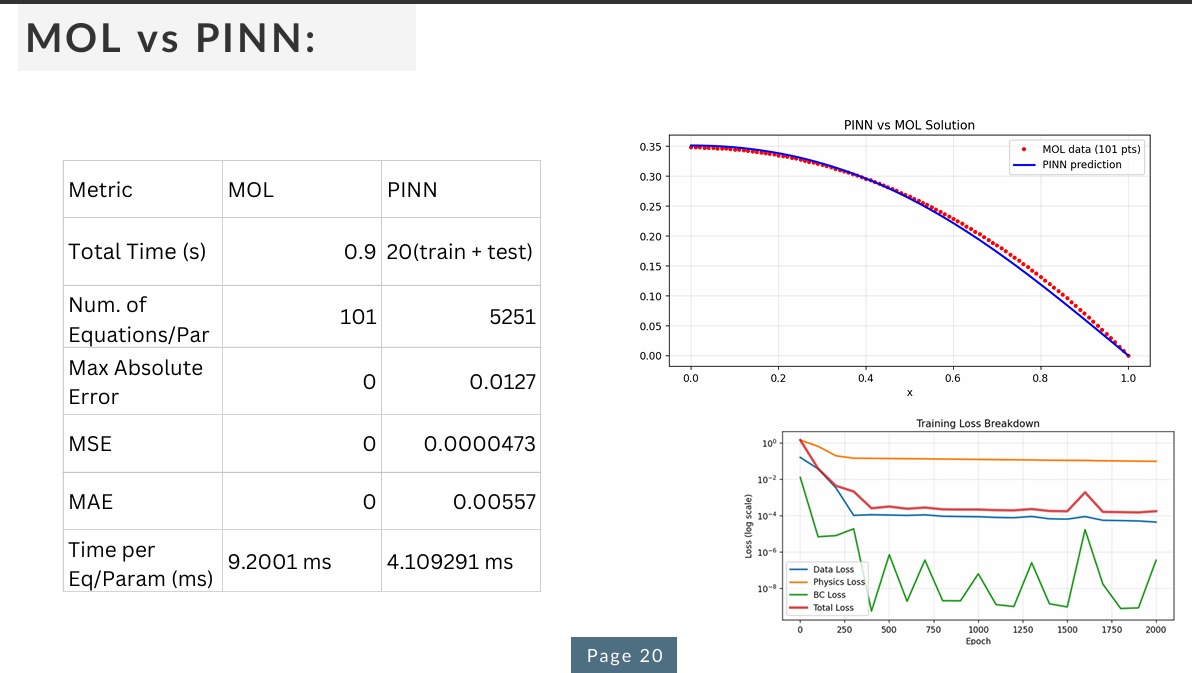 MOL vs PINN:
Metric MOL PINN
Total Time (s) 0.9 20(train + test)
Num. of
Equations/Par 101 5251
Max Absolute
Error 0 0.0127
MSE 0 0.0000473
MAE 0 0.00557
Time per
Eq/Param (ms) 9.2001 ms 4.109291 ms
PINN vs MOL Solution
MOL data (101 pts)
PINN prediction
0.35
0.30
0.25
0.20
0.15
0.10
0.05
0.00
0.0 0.2 0.4 0.6 0.8 1.0
x
Training Loss Breakdown
Loss (log scale)
10⁰
10⁻²
10⁻⁴
10⁻⁶
10⁻⁸
Data Loss
Physics Loss
BC Loss
Total Loss
0 250 500 750 1000 1250 1500 1750 2000
Epoch
Page 20